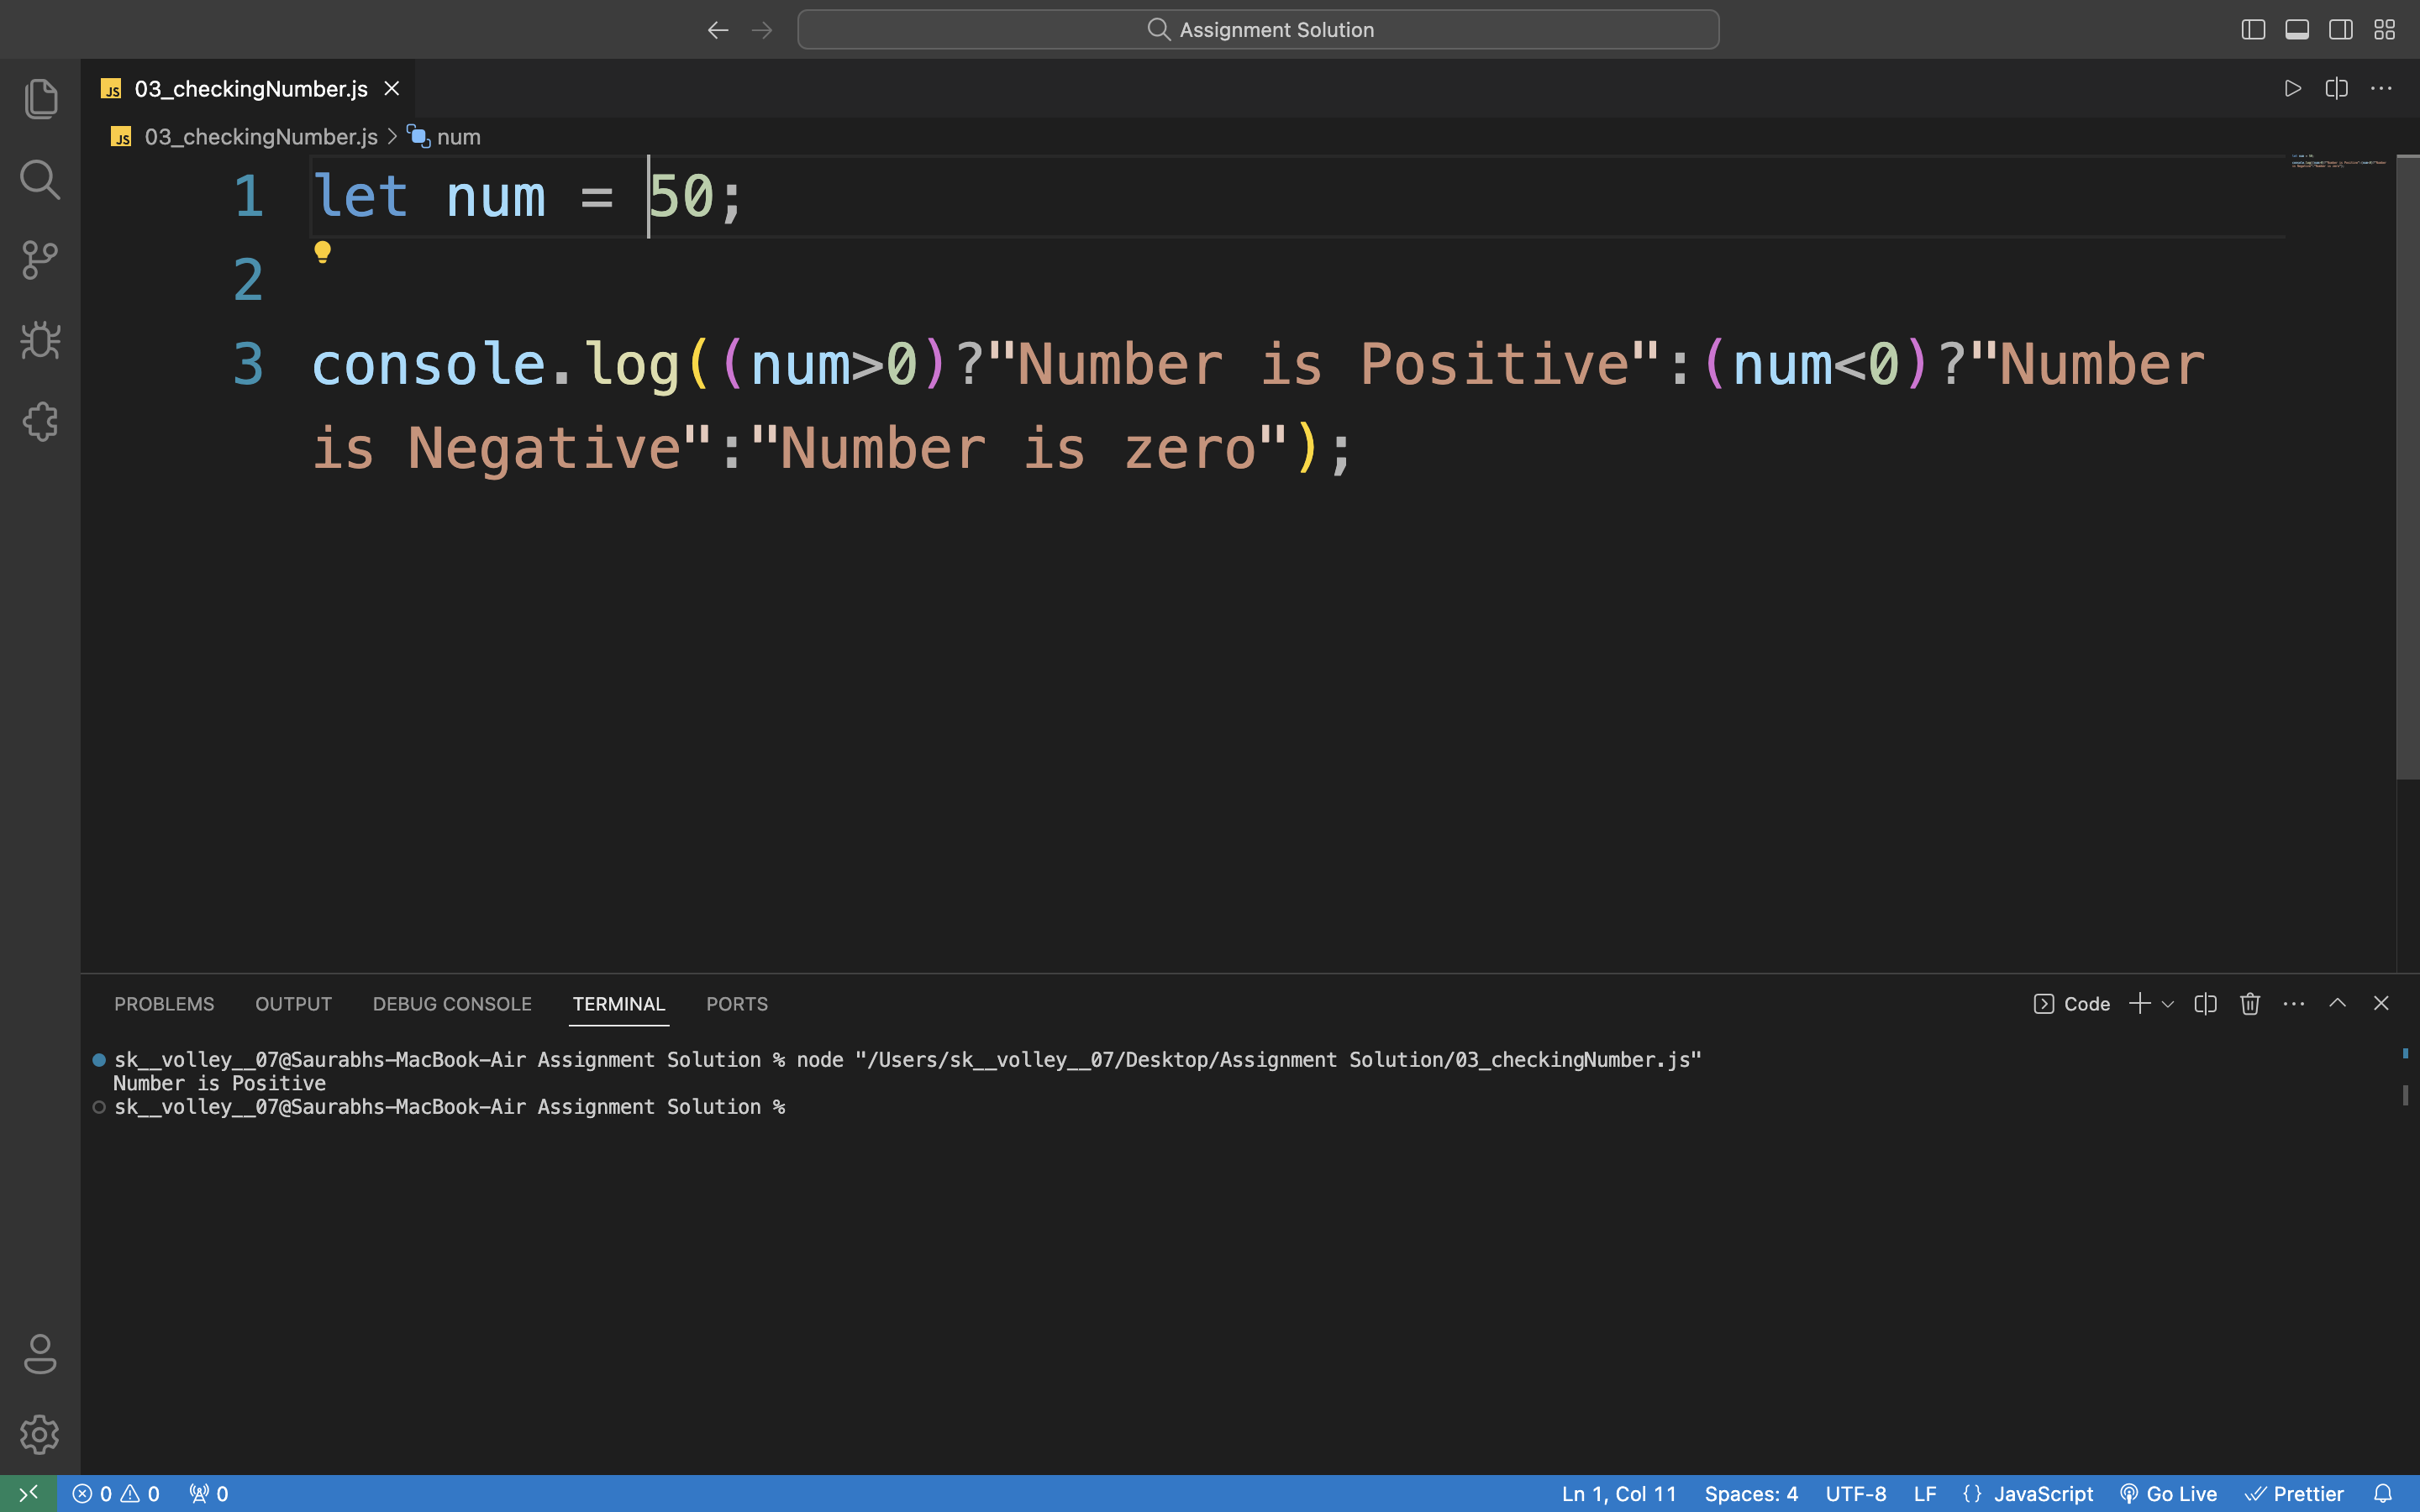 Assignment Solution
JS 03_checkingNumber.js
JS 03_checkingNumber.js > num
1 let num = 50;
2
3 console.log((num>0)?"Number is Positive":(num<0)?"Number
is Negative":"Number is zero");
PROBLEMS OUTPUT DEBUG CONSOLE TERMINAL PORTS Code
sk__volley__07@Saurabhs-MacBook-Air Assignment Solution % node "/Users/sk__volley__07/Desktop/Assignment Solution/03_checkingNumber.js"
Number is Positive
sk__volley__07@Saurabhs-MacBook-Air Assignment Solution %
0 0 0 Ln 1, Col 11 Spaces: 4 UTF-8 LF {} JavaScript Go Live Prettier